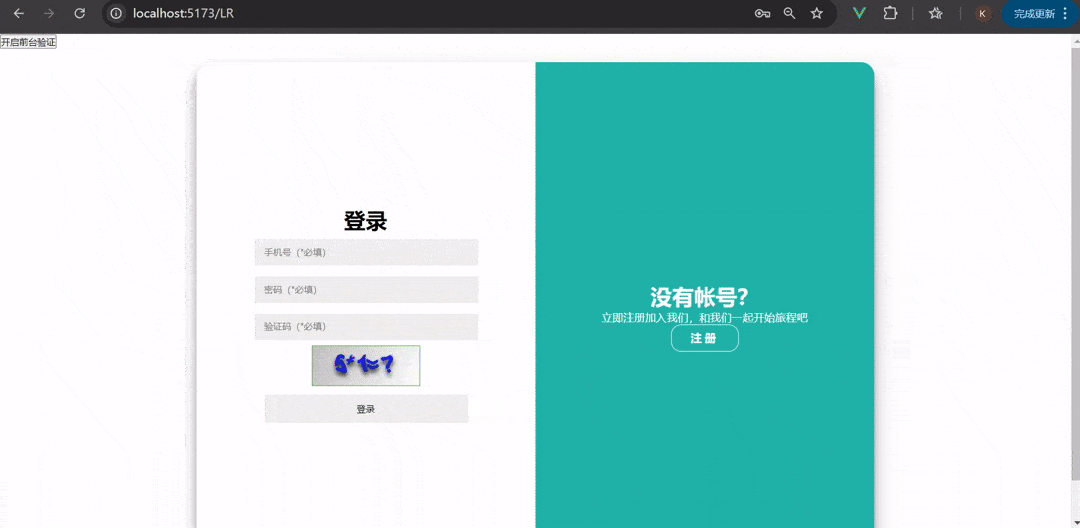 localhost:5173/LR
K
完成更新
开启前台验证
登录
手机号（*必填）
密码（*必填）
验证码（*必填）
5*1=?
登录
没有帐号?
立即注册加入我们，和我们一起开始旅程吧
注 册